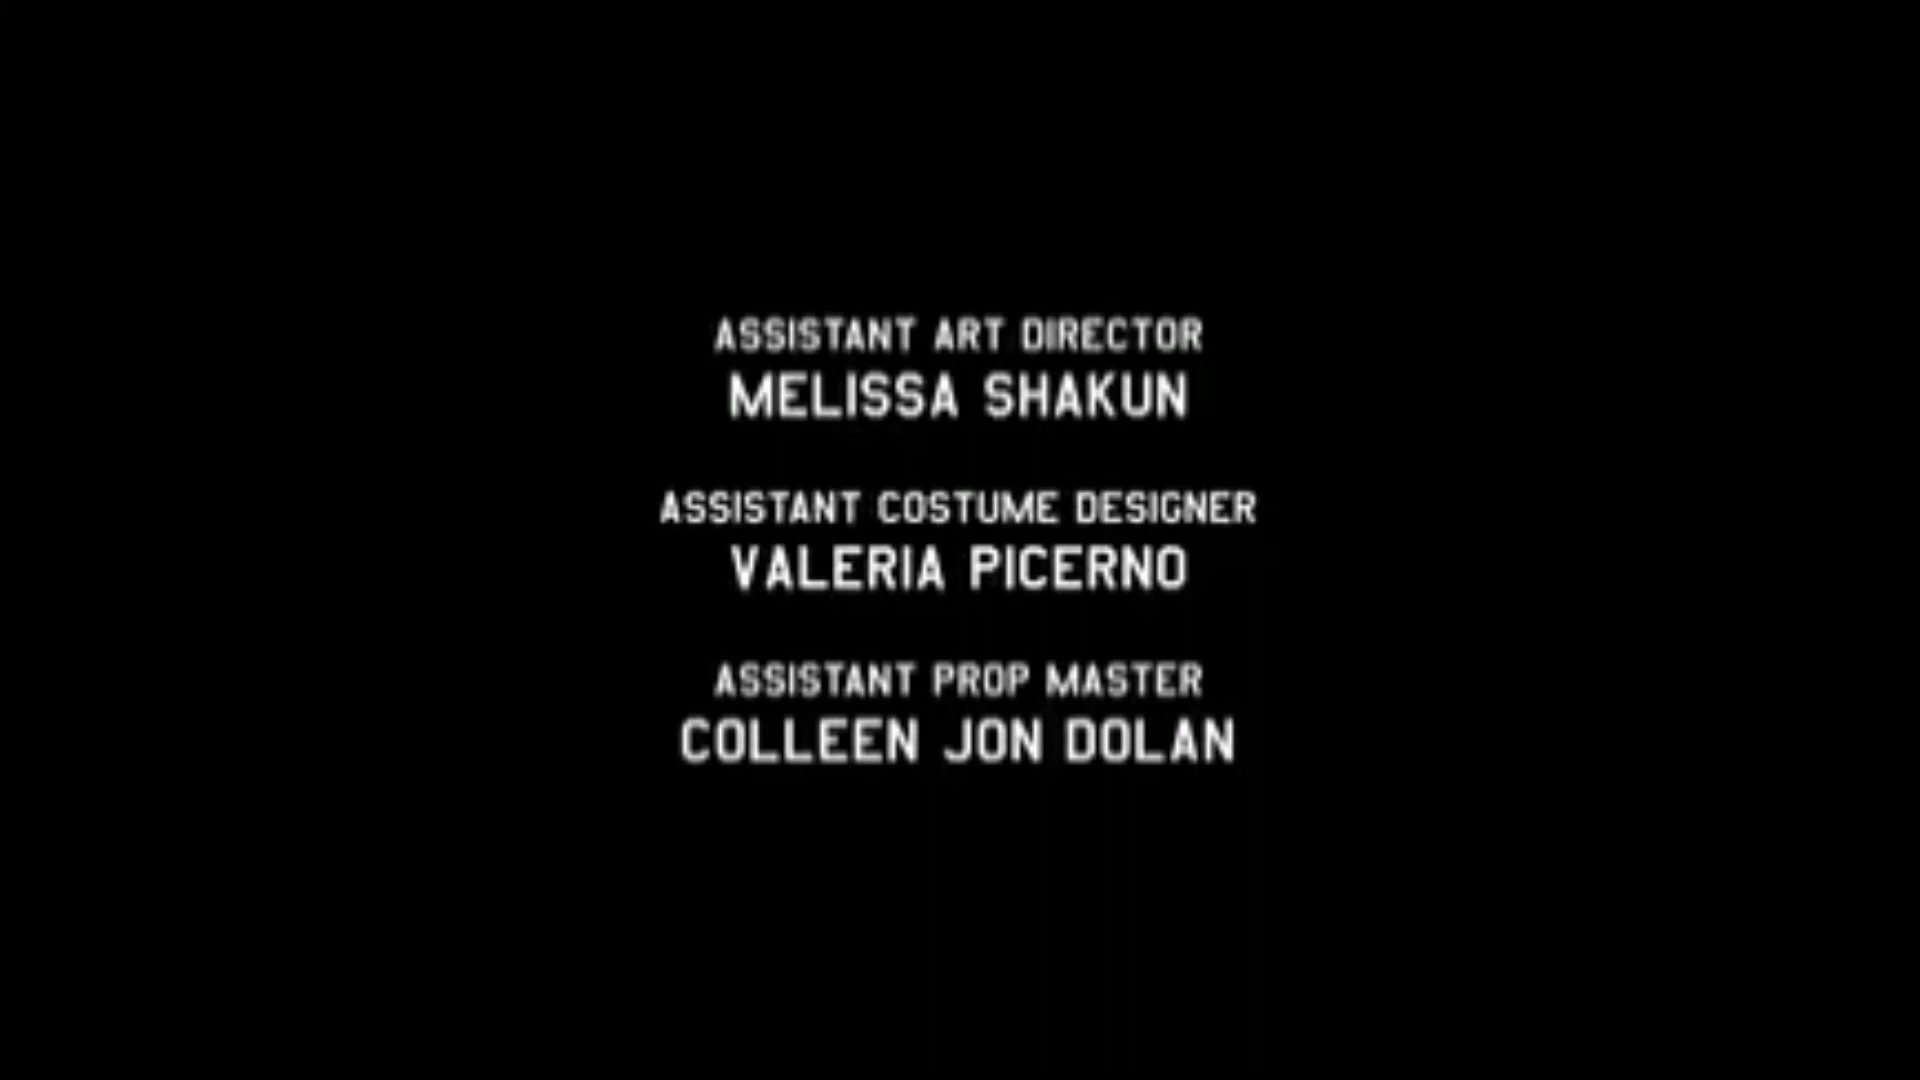 ASSISTANT ART DIRECTOR
MELISSA SHAKUN
ASSISTANT COSTUME DESIGNER
VALERIA PICERNO
ASSISTANT PROP MASTER
COLLEEN JON DOLAN